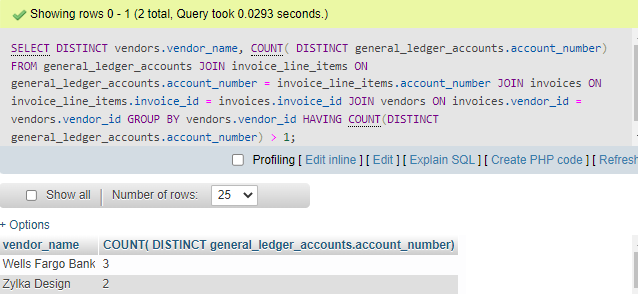 Showing rows 0 - 1 (2 total, Query took 0.0293 seconds.)
SELECT DISTINCT vendors.vendor_name, COUNT( DISTINCT general_ledger_accounts.account_number)
FROM general_ledger_accounts JOIN invoice_line_items ON
general_ledger_accounts.account_number = invoice_line_items.account_number JOIN invoices ON
invoice_line_items.invoice_id = invoices.invoice_id JOIN vendors ON invoices.vendor_id =
vendors.vendor_id GROUP BY vendors.vendor_id HAVING COUNT(DISTINCT
general_ledger_accounts.account_number) > 1;
Profiling [ Edit inline ] [ Edit ] [ Explain SQL ] [ Create PHP code ] [ Refresh
Show all | Number of rows: 25
+ Options
vendor_name COUNT( DISTINCT general_ledger_accounts.account_number)
Wells Fargo Bank 3
Zylka Design 2